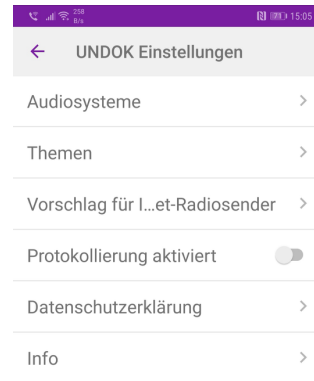 258
B/s
15:05
UNDOK Einstellungen
Audiosysteme
Themen
Vorschlag für I...et-Radiosender
Protokollierung aktiviert
Datenschutzerklärung
Info